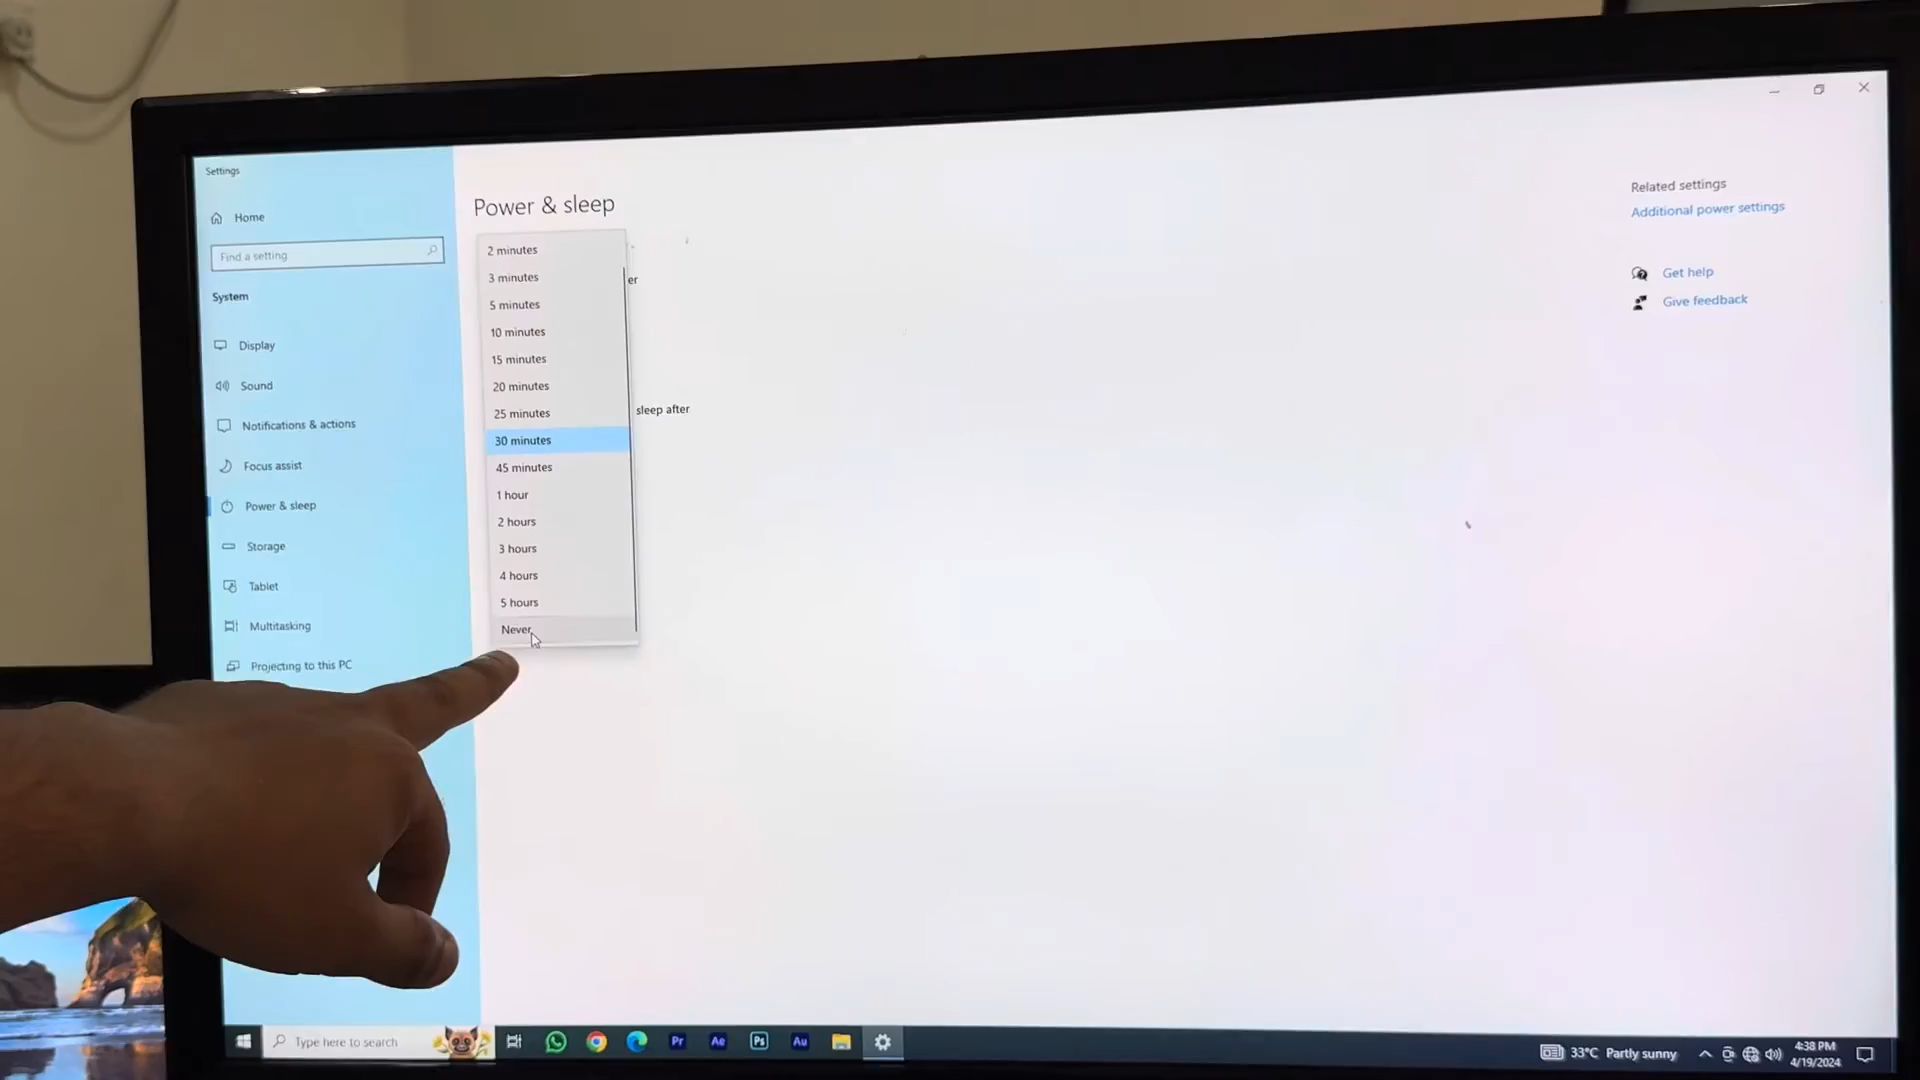 Settings
Home
Find a setting
System
Display
Sound
Notifications & actions
Focus assist
Power & sleep
Storage
Tablet
Multitasking
Projecting to this PC
Power & sleep
2 minutes
3 minutes
5 minutes
10 minutes
15 minutes
20 minutes
25 minutes
30 minutes
45 minutes
1 hour
2 hours
3 hours
4 hours
5 hours
Never
er
sleep after
Related settings
Additional power settings
Get help
Give feedback
Type here to search
Pr
Ae
Ps
Au
33°C Partly sunny
4:38 PM
4/19/2024